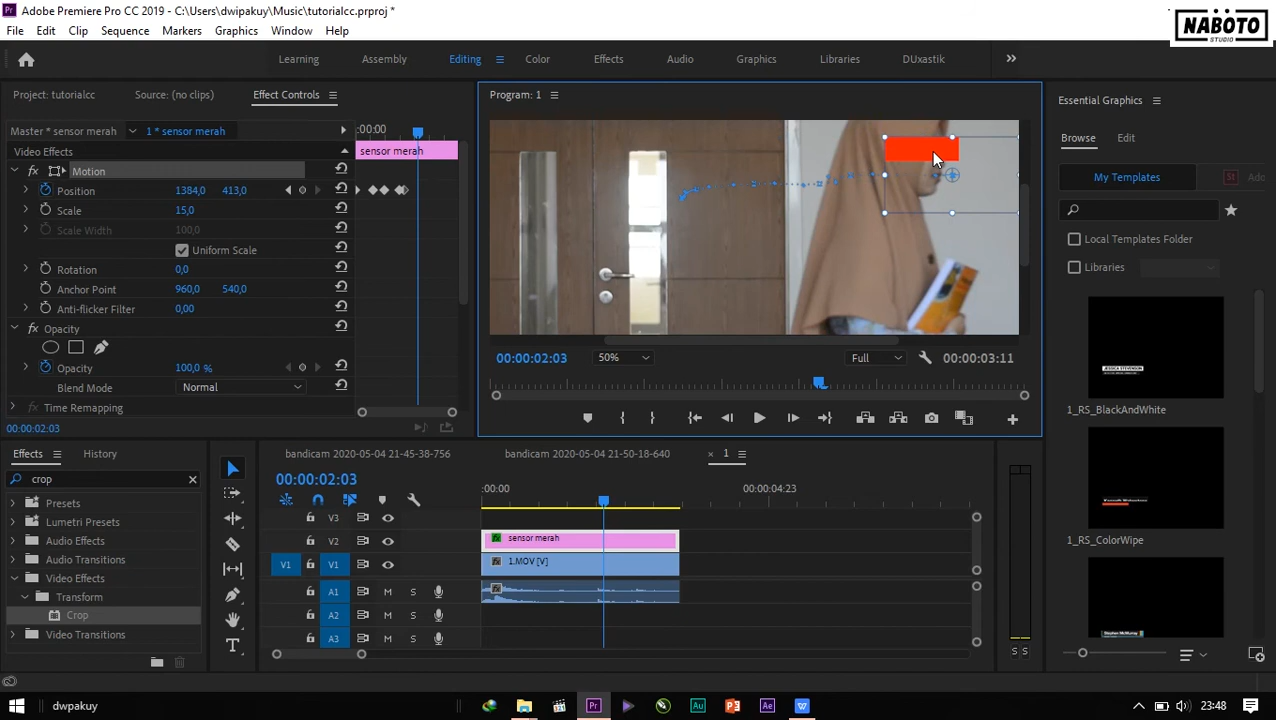 Adobe Premiere Pro CC 2019 - C:\Users\dwipakuy\Music\tutorialcc.prproj *
NABOTO
STUDIO
File Edit Clip Sequence Markers Graphics Window Help
Learning Assembly Editing Color Effects Audio Graphics Libraries DUxastik
Project: tutorialcc Source: (no clips) Effect Controls
Program: 1
Essential Graphics
Master * sensor merah 1 * sensor merah
:00:00
Video Effects
sensor merah
fx Motion
Position 1384,0 413,0
Scale 15,0
Scale Width 100,0
Uniform Scale
Rotation 0,0
Anchor Point 960,0 540,0
Anti-flicker Filter 0,00
fx Opacity
Opacity 100,0 %
Blend Mode Normal
Time Remapping
00:00:02:03
00:00:02:03 50% Full 00:00:03:11
Browse Edit
My Templates St
Local Templates Folder
Libraries
1_RS_BlackAndWhite
1_RS_ColorWipe
Effects History
crop
Presets
Lumetri Presets
Audio Effects
Audio Transitions
Video Effects
Transform
Crop
Video Transitions
bandicam 2020-05-04 21-45-38-756 bandicam 2020-05-04 21-50-18-640 × 1
00:00:02:03
:00:00 00:00:04:23
V3
V2 sensor merah
V1 V1 1.MOV [V]
A1 M S
A2 M S
A3 M S
S S
dwpakuy
Pr Au Ae W
23:48